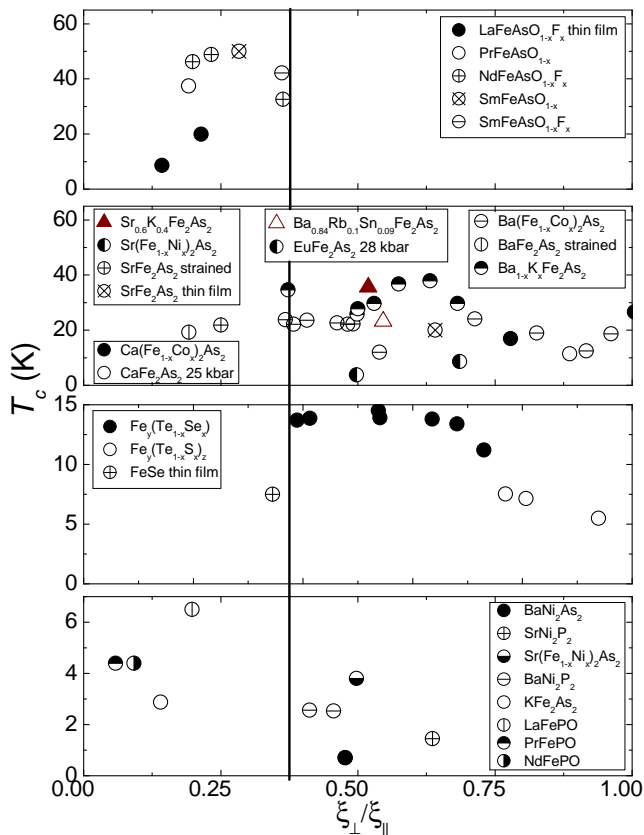 60
40
20
0
LaFeAsO₁₋ₓFₓ thin film
PrFeAsO₁₋ₓ
NdFeAsO₁₋ₓFₓ
SmFeAsO₁₋ₓ
SmFeAsO₁₋ₓFₓ
60
40
20
0
Sr₀.₆K₀.₄Fe₂As₂
Sr(Fe₁₋ₓNiₓ)₂As₂
SrFe₂As₂ strained
SrFe₂As₂ thin film
Ba₀.₈₄Rb₀.₁Sn₀.₀₉Fe₂As₂
EuFe₂As₂ 28 kbar
Ba(Fe₁₋ₓCoₓ)₂As₂
BaFe₂As₂ strained
Ba₁₋ₓKₓFe₂As₂
Ca(Fe₁₋ₓCoₓ)₂As₂
CaFe₂As₂ 25 kbar
T_c (K)
15
10
5
0
Fe_y(Te₁₋ₓSeₓ)
Fe_y(Te₁₋ₓSₓ)_z
FeSe thin film
6
4
2
0
BaNi₂As₂
SrNi₂P₂
Sr(Fe₁₋ₓNiₓ)₂As₂
BaNi₂P₂
KFe₂As₂
LaFePO
PrFePO
NdFePO
0.00 0.25 0.50 0.75 1.00
ξ⊥/ξ∥